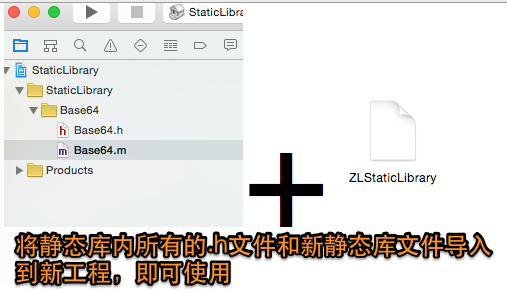 StaticLibrary
StaticLibrary
StaticLibrary
Base64
h Base64.h
m Base64.m
Products
ZLStaticLibrary
将静态库内所有的.h文件和新静态库文件导入
到新工程，即可使用